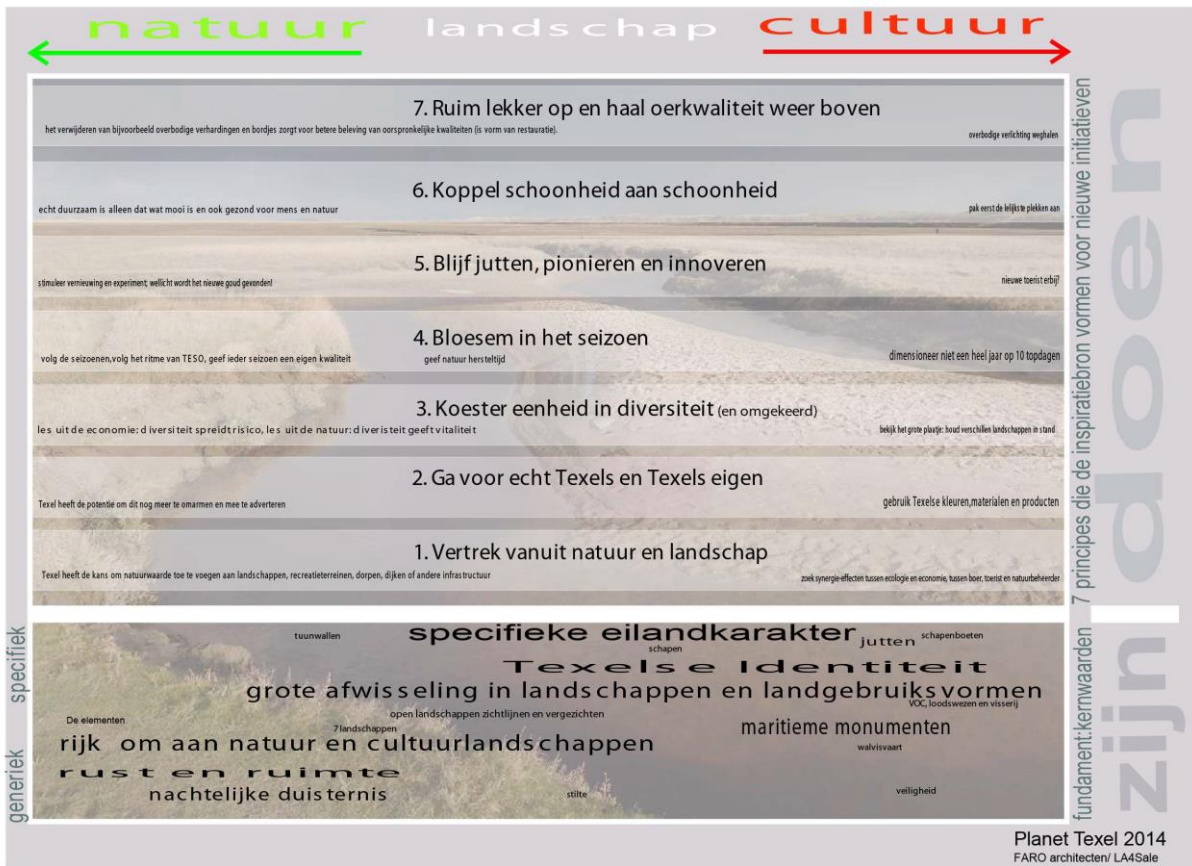 natuur landschap cultuur
7. Ruim lekker op en haal oerkwaliteit weer boven
het verwijderen van bijvoorbeeld overbodige verhardingen en bordjes zorgt voor betere beleving van oorspronkelijke kwaliteiten (is vorm van restauratie).
overbodige verlichting weghalen
6. Koppel schoonheid aan schoonheid
echt duurzaam is alleen dat wat mooi is en ook gezond voor mens en natuur
pak eerst de lelijkste plekken aan
5. Blijf jutten, pionieren en innoveren
stimuleer vernieuwing en experiment; wellicht wordt het nieuwe goud gevonden!
nieuwe toerist erbij?
4. Bloesem in het seizoen
volg de seizoenen,volg het ritme van TESO, geef ieder seizoen een eigen kwaliteit
geef natuur hersteltijd
dimensioneer niet een heel jaar op 10 topdagen
3. Koester eenheid in diversiteit (en omgekeerd)
les uit de economie: diversiteit spreidt risico, les uit de natuur: diveristeit geeft vitaliteit
bekijk het grote plaatje: houd verschillen landschappen in stand
2. Ga voor echt Texels en Texels eigen
Texel heeft de potentie om dit nog meer te omarmen en mee te adverteren
gebruik Texelse kleuren,materialen en producten
1. Vertrek vanuit natuur en landschap
Texel heeft de kans om natuurwaarde toe te voegen aan landschappen, recreatieterreinen, dorpen, dijken of andere infrastructuur
zoek synergie-effecten tussen ecologie en economie, tussen boer, toerist en natuurbeheerder
7 principes die de inspiratiebron vormen voor nieuwe initiatieven
doen
tuunwallen
specifieke eilandkarakter
jutten
schapenboeten
schapen
Texelse Identiteit
grote afwisseling in landschappen en landgebruiksvormen
VOC, loodswezen en visserij
open landschappen zichtlijnen en vergezichten
De elementen
7 landschappen
maritieme monumenten
rijk om aan natuur en cultuurlandschappen
walvisvaart
rust en ruimte
nachtelijke duisternis
stilte
veiligheid
generiek specifiek
fundament:kernwaarden
zijn
Planet Texel 2014
FARO architecten/ LA4Sale